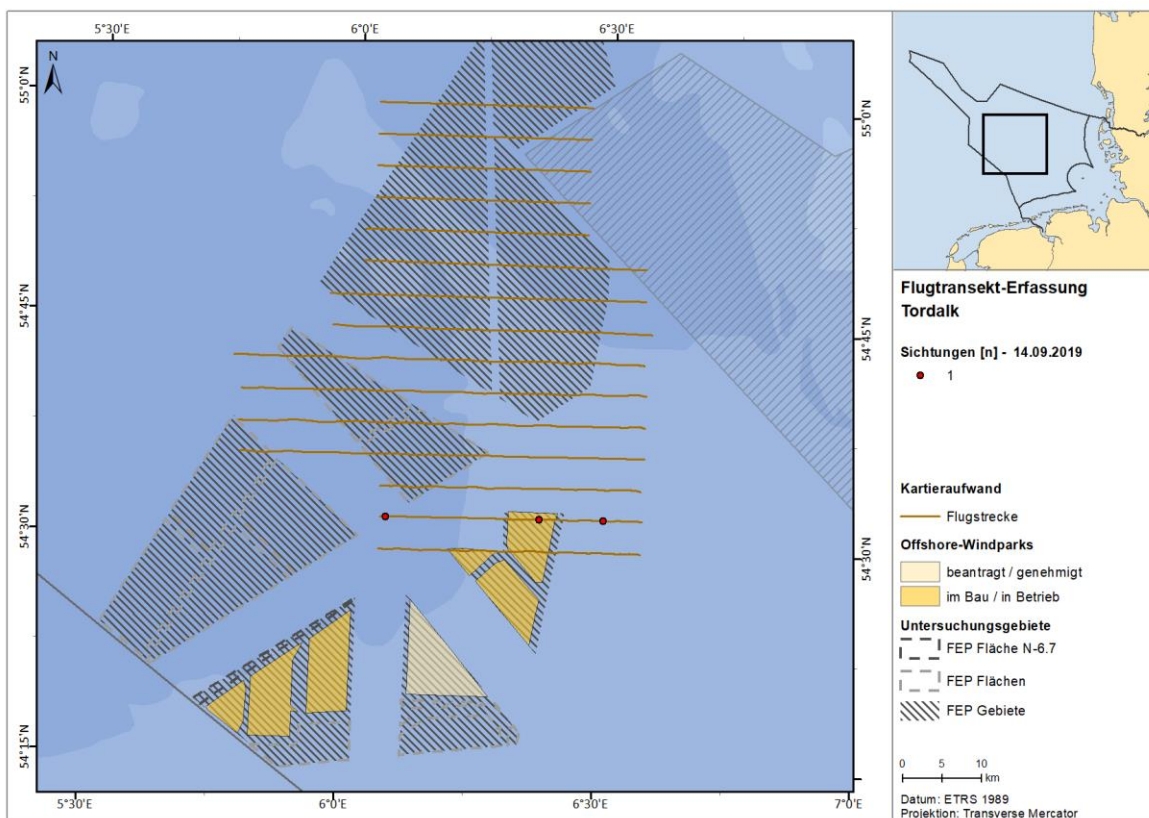 5°30'E 6°0'E 6°30'E
N
55°0'N
55°0'N
54°45'N
54°45'N
54°30'N
54°30'N
54°15'N
5°30'E 6°0'E 6°30'E 7°0'E
Flugtransekt-Erfassung
Tordalk
Sichtungen [n] - 14.09.2019
1
Kartieraufwand
Flugstrecke
Offshore-Windparks
beantragt / genehmigt
im Bau / in Betrieb
Untersuchungsgebiete
FEP Fläche N-6.7
FEP Flächen
FEP Gebiete
0 5 10
km
Datum: ETRS 1989
Projektion: Transverse Mercator